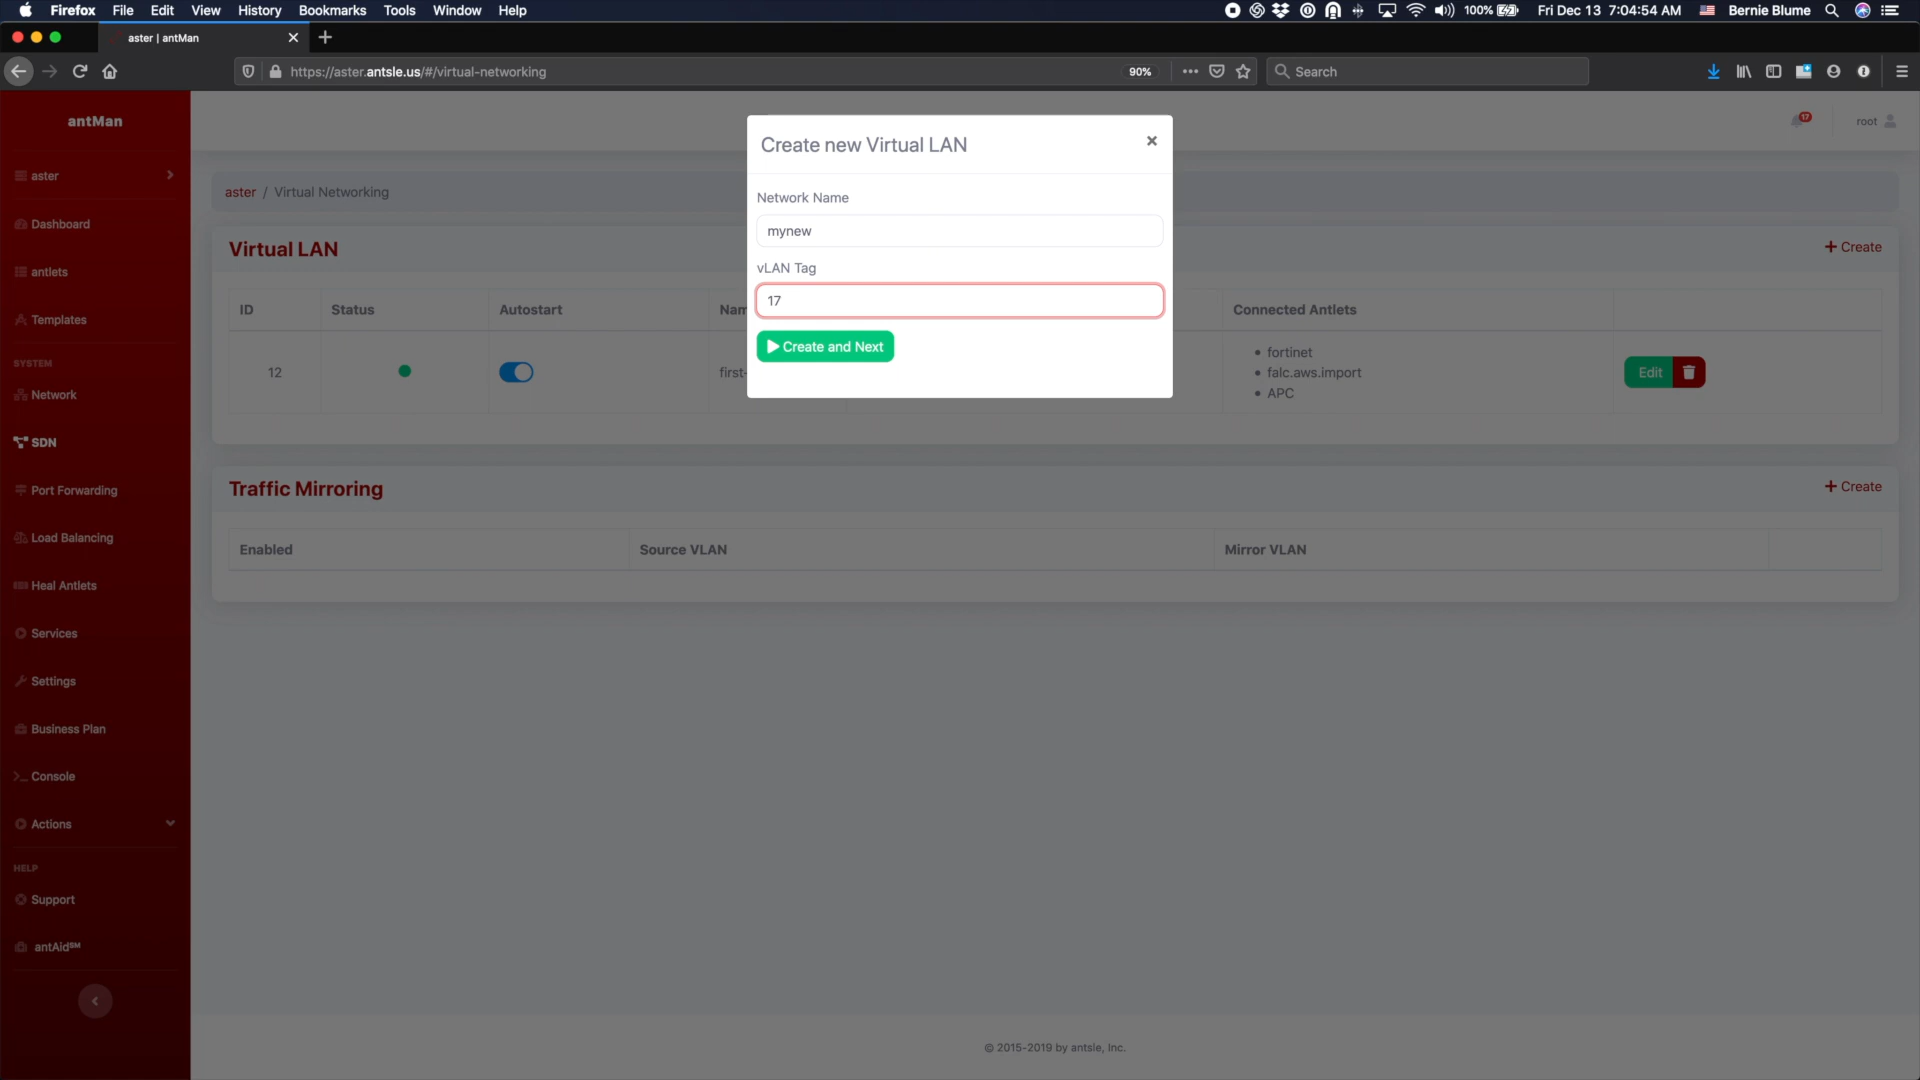 Firefox File Edit View History Bookmarks Tools Window Help 100% Fri Dec 13 7:04:54 AM Bernie Blume
aster | antMan
https://aster.antsle.us/#/virtual-networking 90% Search
antMan
17 root
aster
aster / Virtual Networking
Dashboard
antlets
Templates
SYSTEM
Network
SDN
Port Forwarding
Load Balancing
Heal Antlets
Services
Settings
Business Plan
Console
Actions
HELP
Support
antAid℠
Create new Virtual LAN
Network Name
mynew
vLAN Tag
17
Create and Next
Virtual LAN
Create
ID Status Autostart Nam Connected Antlets
12 first-
fortinet
falc.aws.import
APC
Edit
Traffic Mirroring
Create
Enabled Source VLAN Mirror VLAN
© 2015-2019 by antsle, Inc.